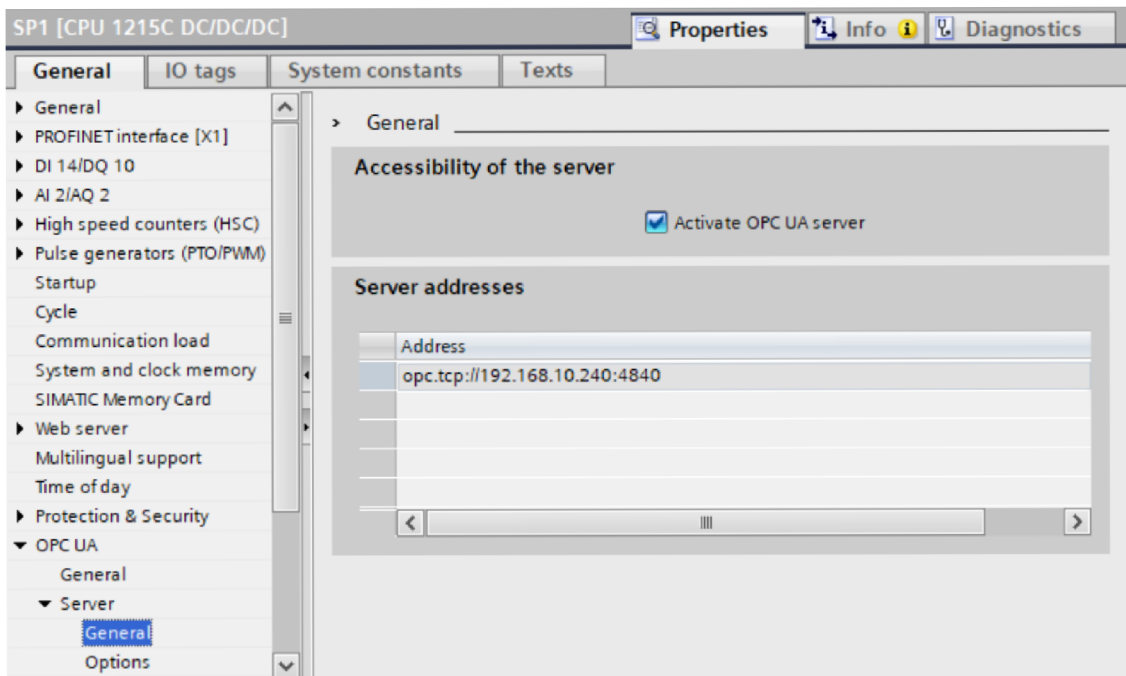 SP1 [CPU 1215C DC/DC/DC]
Properties
Info
Diagnostics
General
IO tags
System constants
Texts
General
PROFINET interface [X1]
DI 14/DQ 10
AI 2/AQ 2
High speed counters (HSC)
Pulse generators (PTO/PWM)
Startup
Cycle
Communication load
System and clock memory
SIMATIC Memory Card
Web server
Multilingual support
Time of day
Protection & Security
OPC UA
General
Server
General
Options
General
Accessibility of the server
Activate OPC UA server
Server addresses
Address
opc.tcp://192.168.10.240:4840